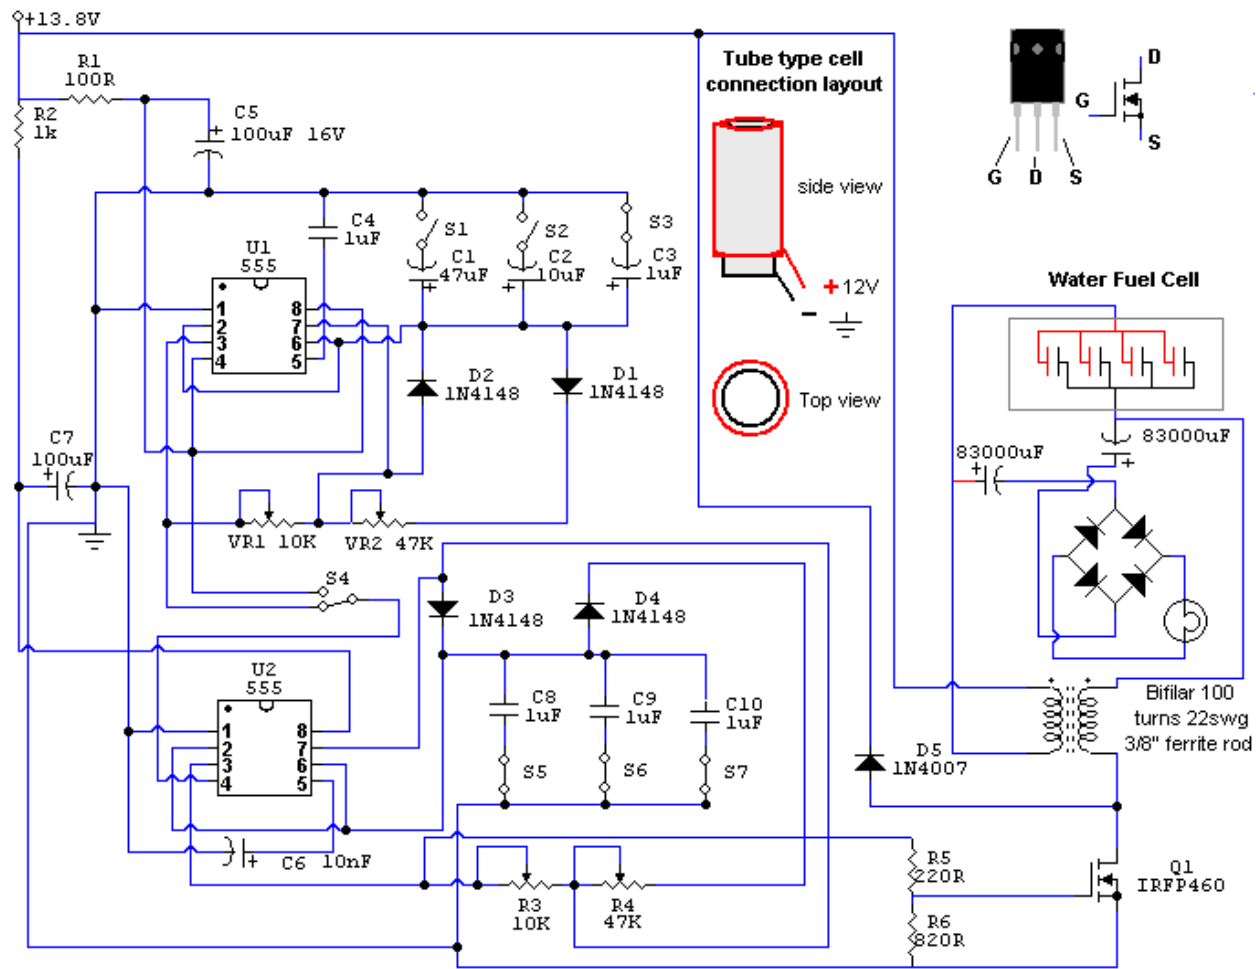 +13.8V
R1
100R
R2
1k
C5
+
100uF 16V
Tube type cell
connection layout
side view
+12V
Top view
G
D
S
G D S
C4
1uF
S1
C1
47uF
+
S2
C2
10uF
+
S3
C3
1uF
+
U1
555
1 8
2 7
3 6
4 5
D2
1N4148
D1
1N4148
C7
100uF
+
VR1 10K
VR2 47K
S4
D3
1N4148
D4
1N4148
U2
555
1 8
2 7
3 6
4 5
C8
1uF
C9
1uF
C10
1uF
S5
S6
S7
+ C6 10nF
R3
10K
R4
47K
D5
1N4007
R5
220R
R6
820R
Q1
IRFP460
Water Fuel Cell
83000uF
+
83000uF
+
Bifilar 100
turns 22swg
3/8" ferrite rod